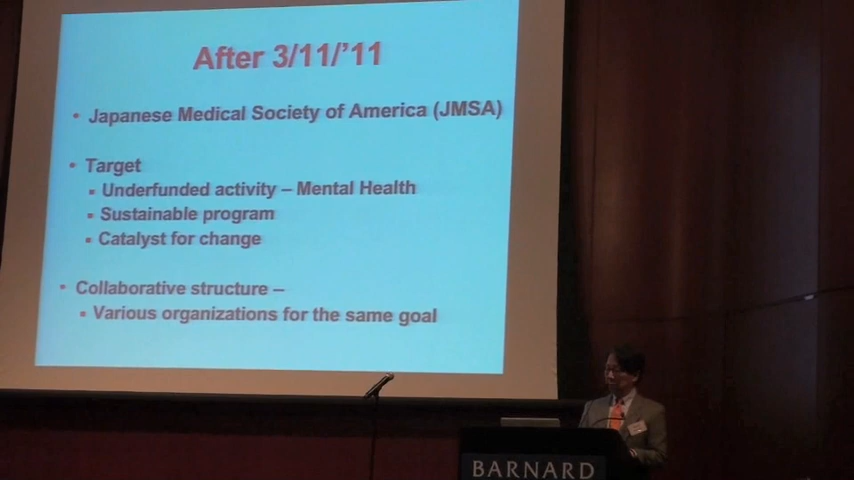 After 3/11/'11
• Japanese Medical Society of America (JMSA)
• Target
▪ Underfunded activity – Mental Health
▪ Sustainable program
▪ Catalyst for change
• Collaborative structure –
▪ Various organizations for the same goal
BARNARD